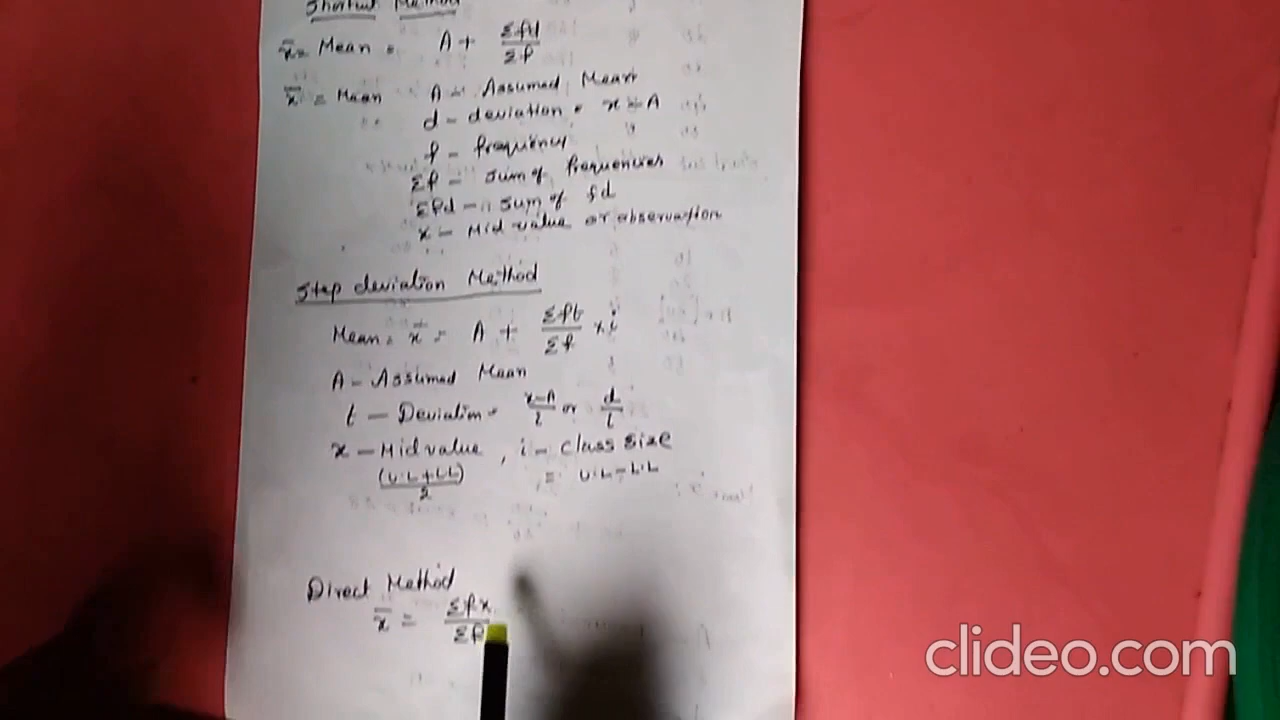 Shortcut Method
x̄ = Mean = A + Σfd/Σf
x̄ = Mean A - Assumed Mean
d - deviation = x - A
f - frequency
Σf - sum of frequencies
Σfd - sum of fd
x - Mid value or observation
Step deviation Method
Mean = x̄ = A + Σft/Σf × i
A - Assumed Mean
t - Deviation = x-A/i or d/i
x - Mid value, i - class size
(U.L+L.L)/2 = U.L - L.L
Direct Method
x̄ = Σfx/Σf
clideo.com